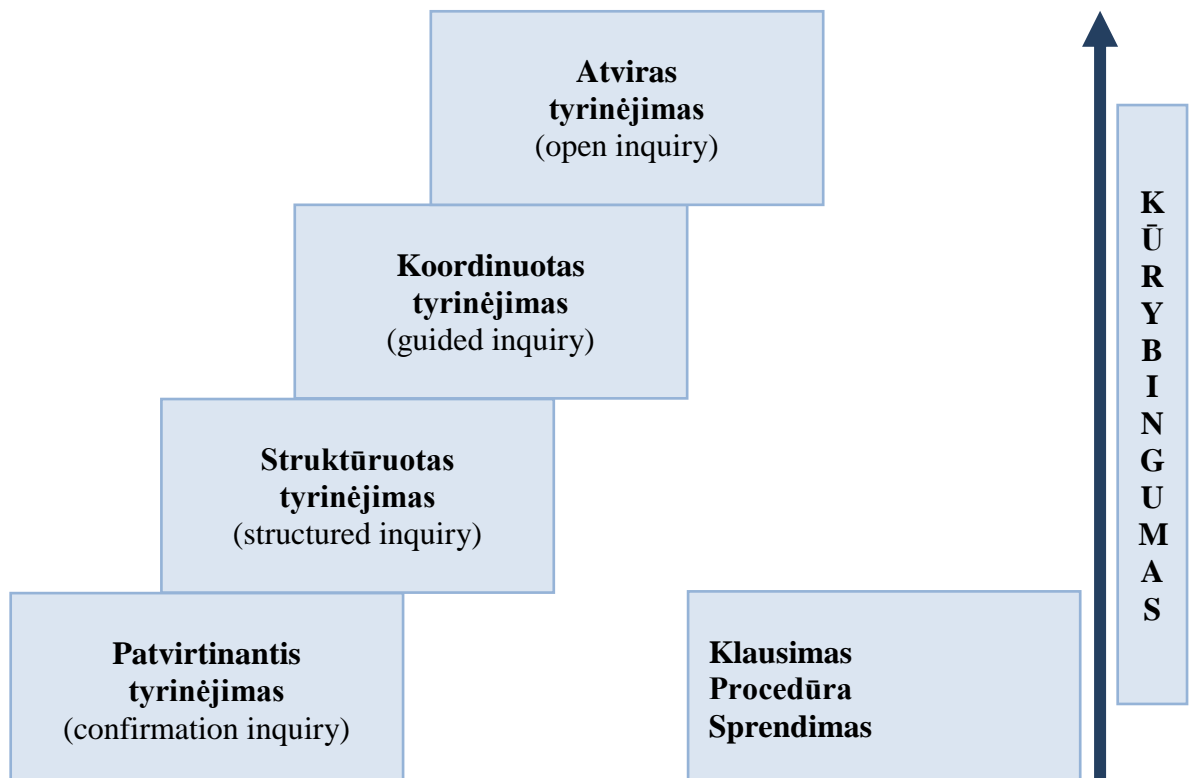 Atviras
tyrinėjimas
(open inquiry)
Koordinuotas
tyrinėjimas
(guided inquiry)
Struktūruotas
tyrinėjimas
(structured inquiry)
Patvirtinantis
tyrinėjimas
(confirmation inquiry)
Klausimas
Procedūra
Sprendimas
K
Ū
R
Y
B
I
N
G
U
M
A
S